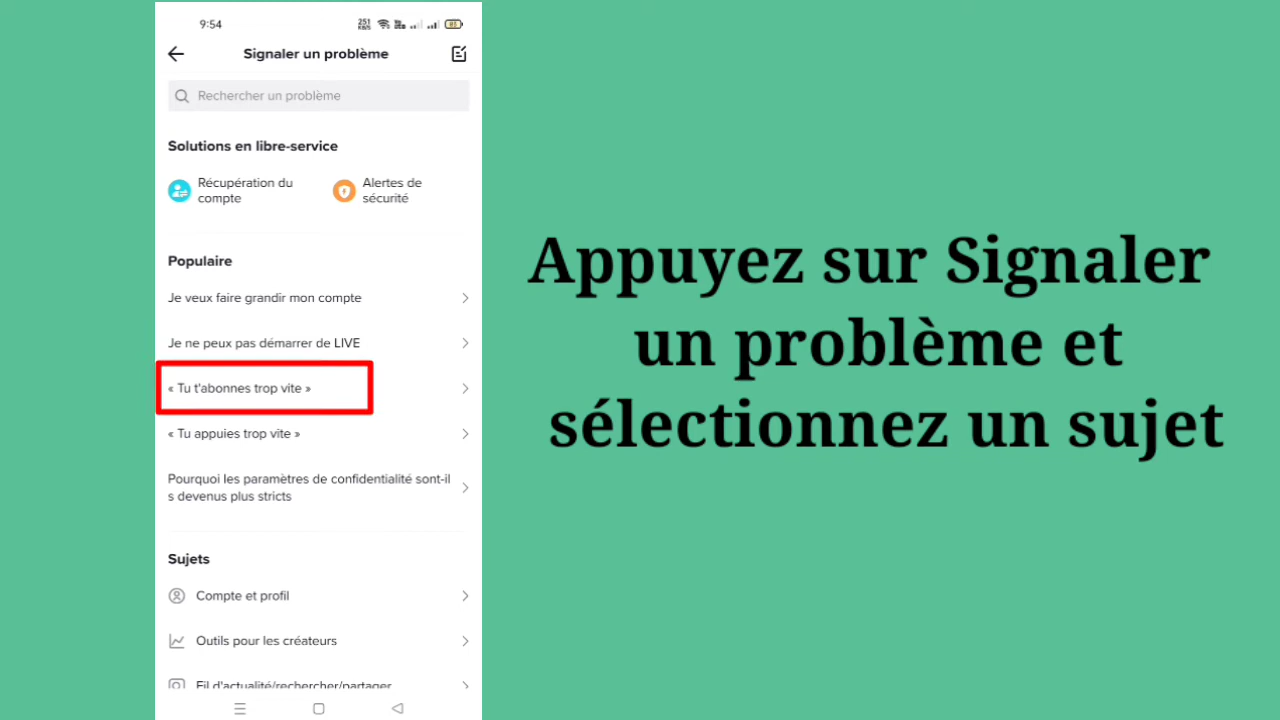 9:54
251
KB/S
83
Signaler un problème
Rechercher un problème
Solutions en libre-service
Récupération du
compte
Alertes de
sécurité
Populaire
Je veux faire grandir mon compte
Je ne peux pas démarrer de LIVE
« Tu t'abonnes trop vite »
« Tu appuies trop vite »
Pourquoi les paramètres de confidentialité sont-il
s devenus plus stricts
Sujets
Compte et profil
Outils pour les créateurs
Fil d'actualité/rechercher/partager
Appuyez sur Signaler
un problème et
sélectionnez un sujet